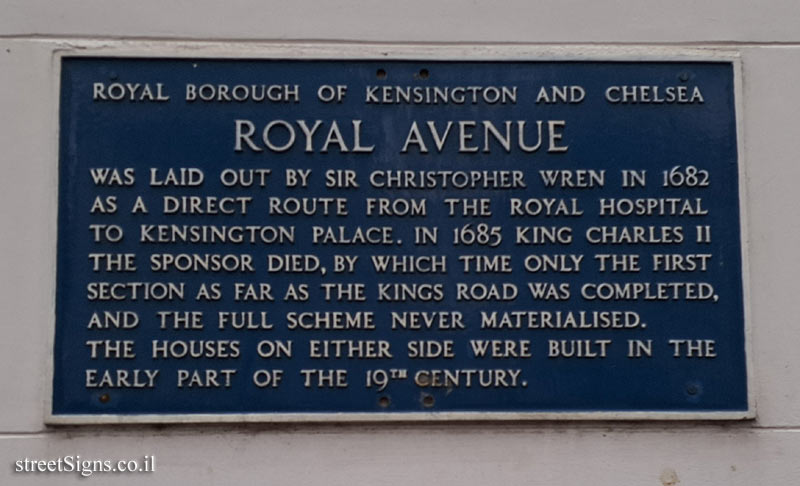 ROYAL BOROUGH OF KENSINGTON AND CHELSEA
ROYAL AVENUE
WAS LAID OUT BY SIR CHRISTOPHER WREN IN 1682
AS A DIRECT ROUTE FROM THE ROYAL HOSPITAL
TO KENSINGTON PALACE. IN 1685 KING CHARLES II
THE SPONSOR DIED, BY WHICH TIME ONLY THE FIRST
SECTION AS FAR AS THE KINGS ROAD WAS COMPLETED,
AND THE FULL SCHEME NEVER MATERIALISED.
THE HOUSES ON EITHER SIDE WERE BUILT IN THE
EARLY PART OF THE 19TH CENTURY.
streetSigns.co.il